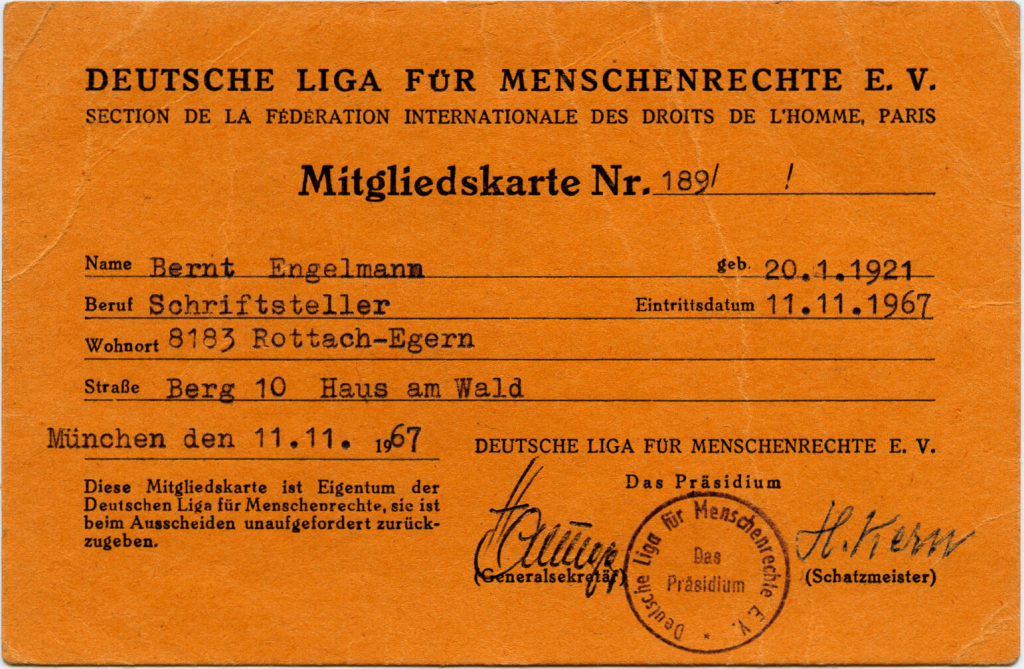 DEUTSCHE LIGA FÜR MENSCHENRECHTE E. V.
SECTION DE LA FÉDÉRATION INTERNATIONALE DES DROITS DE L'HOMME, PARIS
Mitgliedskarte Nr. 189/ /
Name Bernt Engelmann geb. 20.1.1921
Beruf Schriftsteller Eintrittsdatum 11.11.1967
Wohnort 8183 Rottach-Egern
Straße Berg 10 Haus am Wald
München den 11.11. 1967
Diese Mitgliedskarte ist Eigentum der
Deutschen Liga für Menschenrechte, sie ist
beim Ausscheiden unaufgefordert zurück-
zugeben.
DEUTSCHE LIGA FÜR MENSCHENRECHTE E. V.
Das Präsidium
H. Kern
(Generalsekretär) (Schatzmeister)
Deutsche Liga für Menschenrechte E.V. *
Das
Präsidium